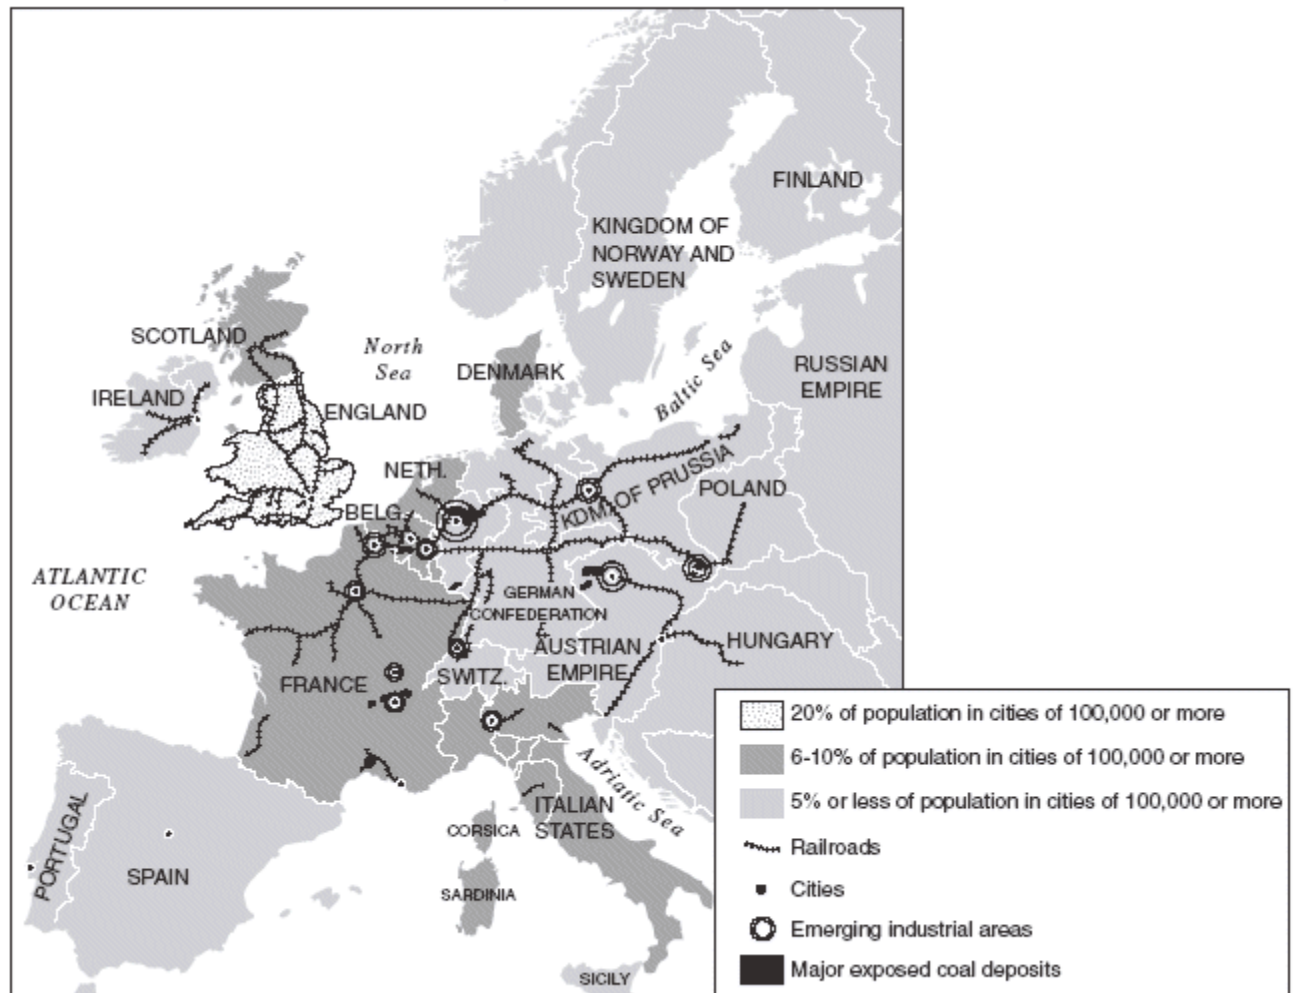 FINLAND
KINGDOM OF
NORWAY AND
SWEDEN
SCOTLAND
North
Sea
DENMARK
Baltic Sea
RUSSIAN
EMPIRE
IRELAND
ENGLAND
NETH.
KDM. OF PRUSSIA
POLAND
BELG.
ATLANTIC
OCEAN
GERMAN
CONFEDERATION
AUSTRIAN
EMPIRE
HUNGARY
FRANCE
SWITZ.
Adriatic Sea
ITALIAN
STATES
CORSICA
PORTUGAL
SPAIN
SARDINIA
SICILY
20% of population in cities of 100,000 or more
6-10% of population in cities of 100,000 or more
5% or less of population in cities of 100,000 or more
Railroads
Cities
Emerging industrial areas
Major exposed coal deposits